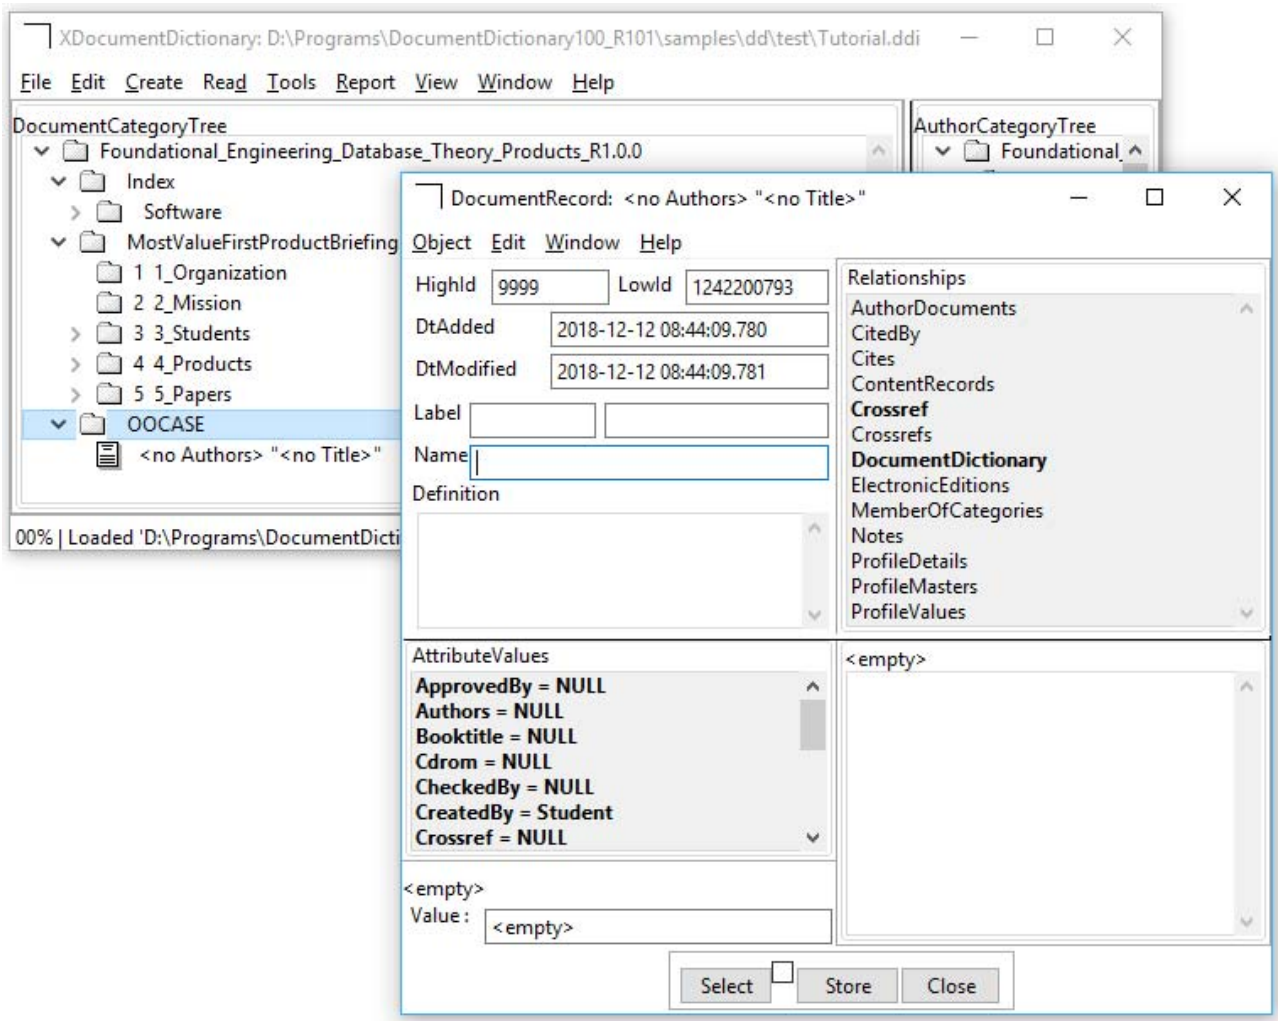 XDocumentDictionary: D:\Programs\DocumentDictionary100_R101\samples\dd\test\Tutorial.ddi
File Edit Create Read Tools Report View Window Help
DocumentCategoryTree
Foundational_Engineering_Database_Theory_Products_R1.0.0
Index
Software
MostValueFirstProductBriefing
1 1_Organization
2 2_Mission
3 3_Students
4 4_Products
5 5_Papers
OOCASE
<no Authors> "<no Title>"
00% | Loaded 'D:\Programs\DocumentDicti
AuthorCategoryTree
Foundational_
DocumentRecord: <no Authors> "<no Title>"
Object Edit Window Help
HighId 9999 LowId 1242200793
DtAdded 2018-12-12 08:44:09.780
DtModified 2018-12-12 08:44:09.781
Label
Name
Definition
Relationships
AuthorDocuments
CitedBy
Cites
ContentRecords
Crossref
Crossrefs
DocumentDictionary
ElectronicEditions
MemberOfCategories
Notes
ProfileDetails
ProfileMasters
ProfileValues
AttributeValues
ApprovedBy = NULL
Authors = NULL
Booktitle = NULL
Cdrom = NULL
CheckedBy = NULL
CreatedBy = Student
Crossref = NULL
<empty>
<empty>
Value : <empty>
Select Store Close